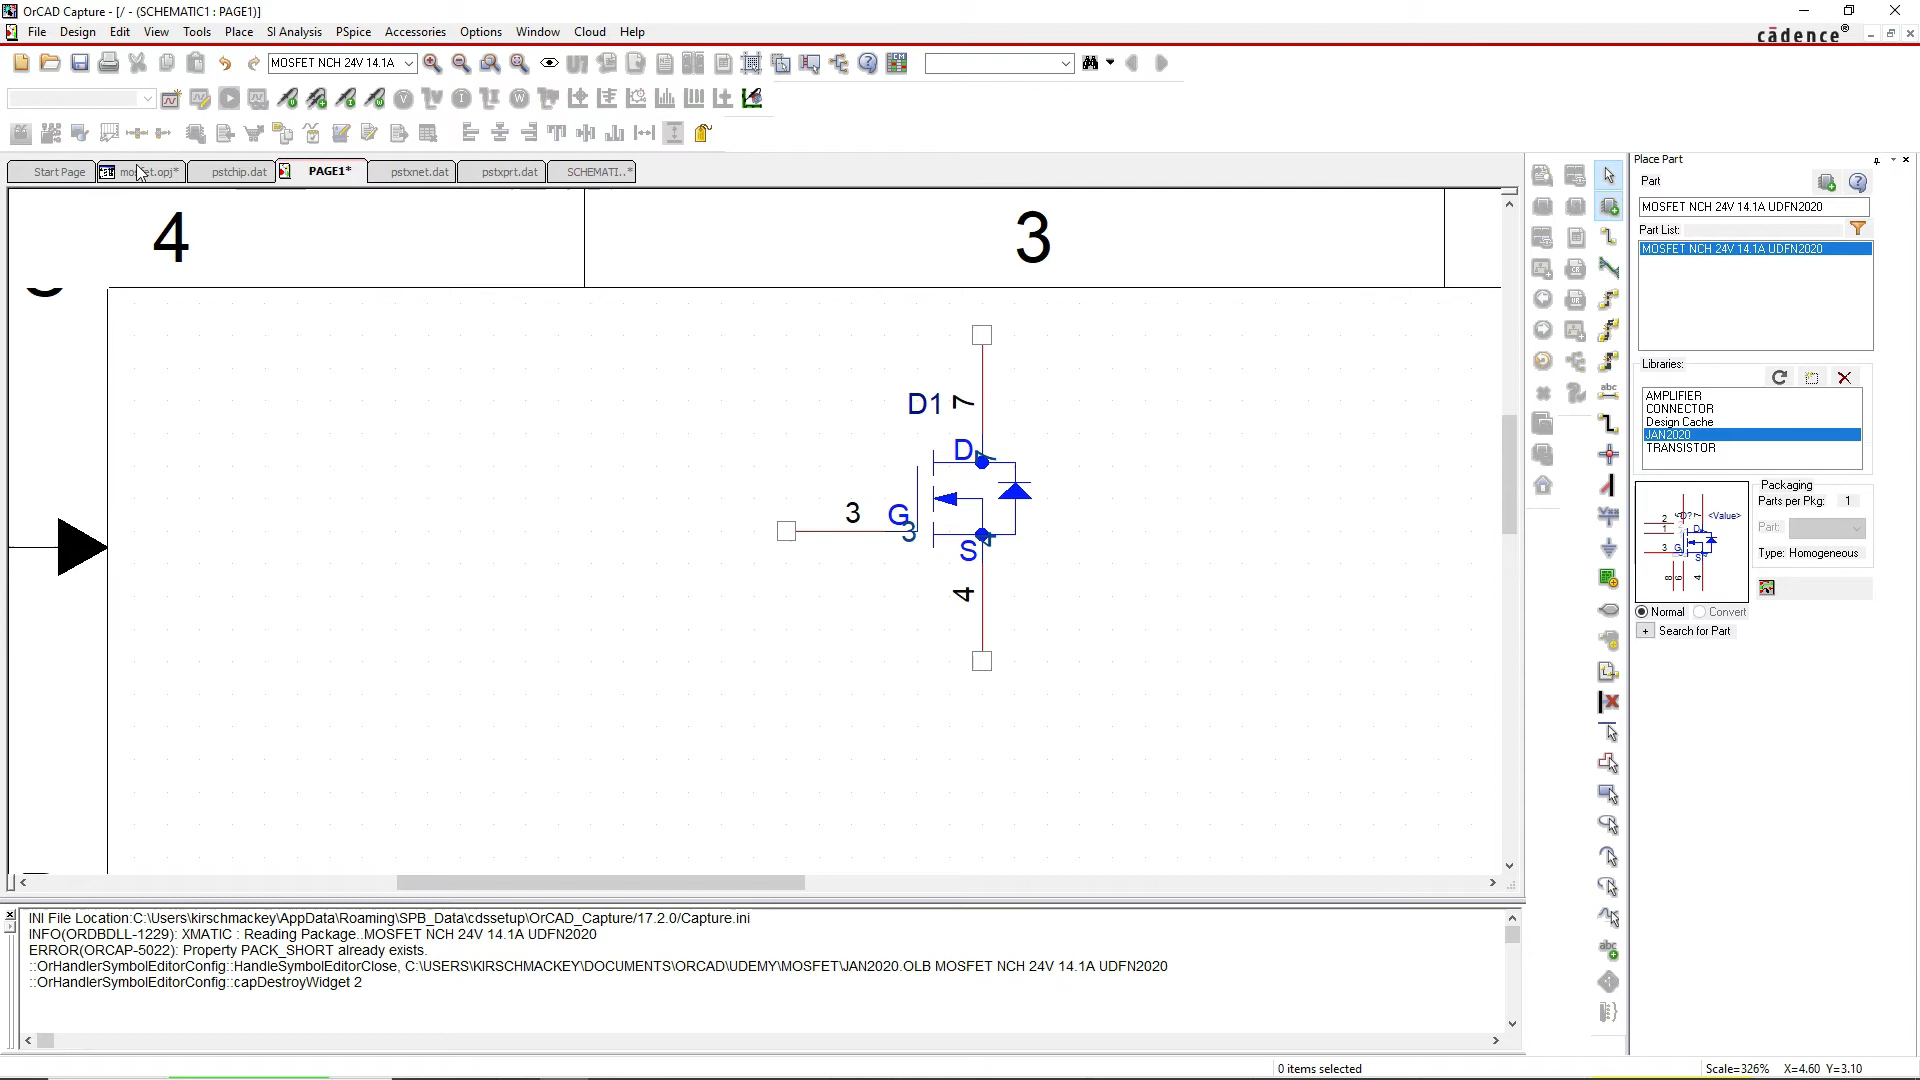 OrCAD Capture - [/ - (SCHEMATIC1 : PAGE1)]
File Design Edit View Tools Place SI Analysis PSpice Accessories Options Window Cloud Help
cādence®
MOSFET NCH 24V 14.1A
Start Page
mosfet.opj*
pstchip.dat
PAGE1*
pstxnet.dat
pstxprt.dat
SCHEMATI..*
4
3
D1
7
D
3
G
3
S
4
Place Part
Part
MOSFET NCH 24V 14.1A UDFN2020
Part List:
MOSFET NCH 24V 14.1A UDFN2020
Libraries:
AMPLIFIER
CONNECTOR
Design Cache
JAN2020
TRANSISTOR
Packaging
Parts per Pkg: 1
Part:
Type: Homogeneous
<Value>
Normal Convert
+ Search for Part
INI File Location:C:\Users\kirschmackey\AppData\Roaming\SPB_Data\cdssetup\OrCAD_Capture/17.2.0/Capture.ini
INFO(ORDBDLL-1229): XMATIC : Reading Package..MOSFET NCH 24V 14.1A UDFN2020
ERROR(ORCAP-5022): Property PACK_SHORT already exists.
::OrHandlerSymbolEditorConfig::HandleSymbolEditorClose, C:\USERS\KIRSCHMACKEY\DOCUMENTS\ORCAD\UDEMY\MOSFET\JAN2020.OLB MOSFET NCH 24V 14.1A UDFN2020
::OrHandlerSymbolEditorConfig::capDestroyWidget 2
0 items selected
Scale=326% X=4.60 Y=3.10